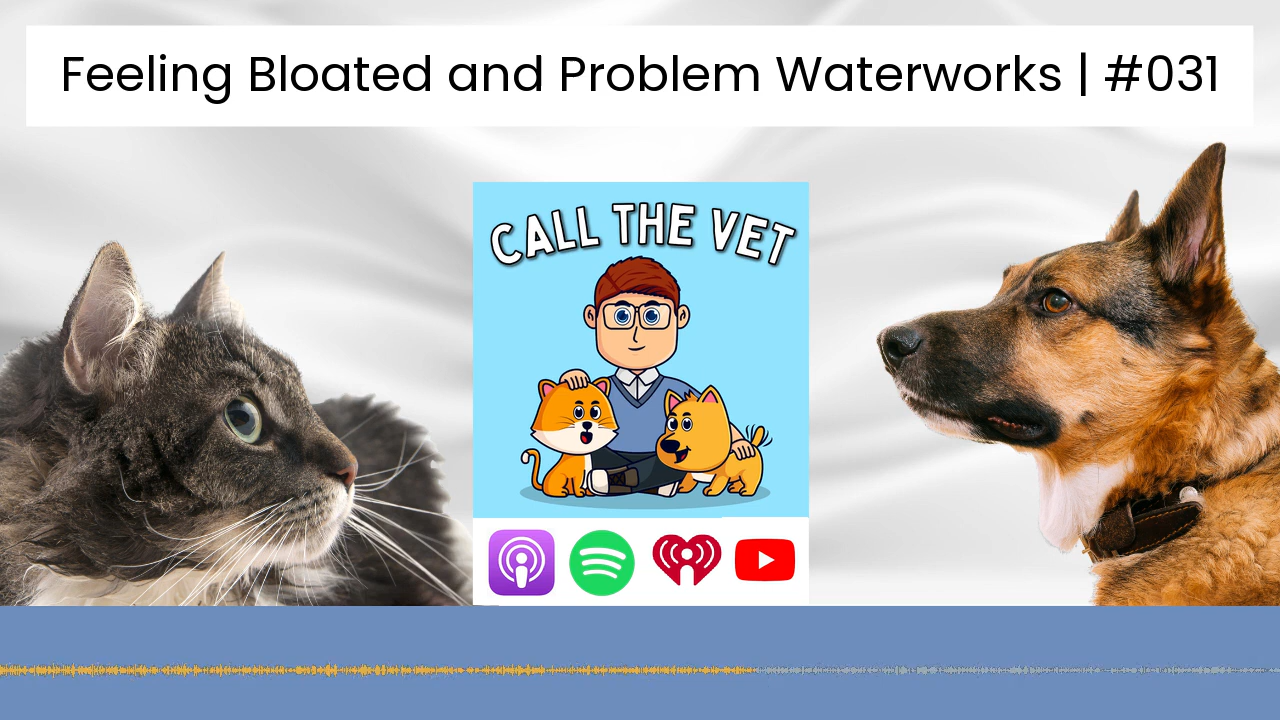 Feeling Bloated and Problem Waterworks | #031
CALL THE VET